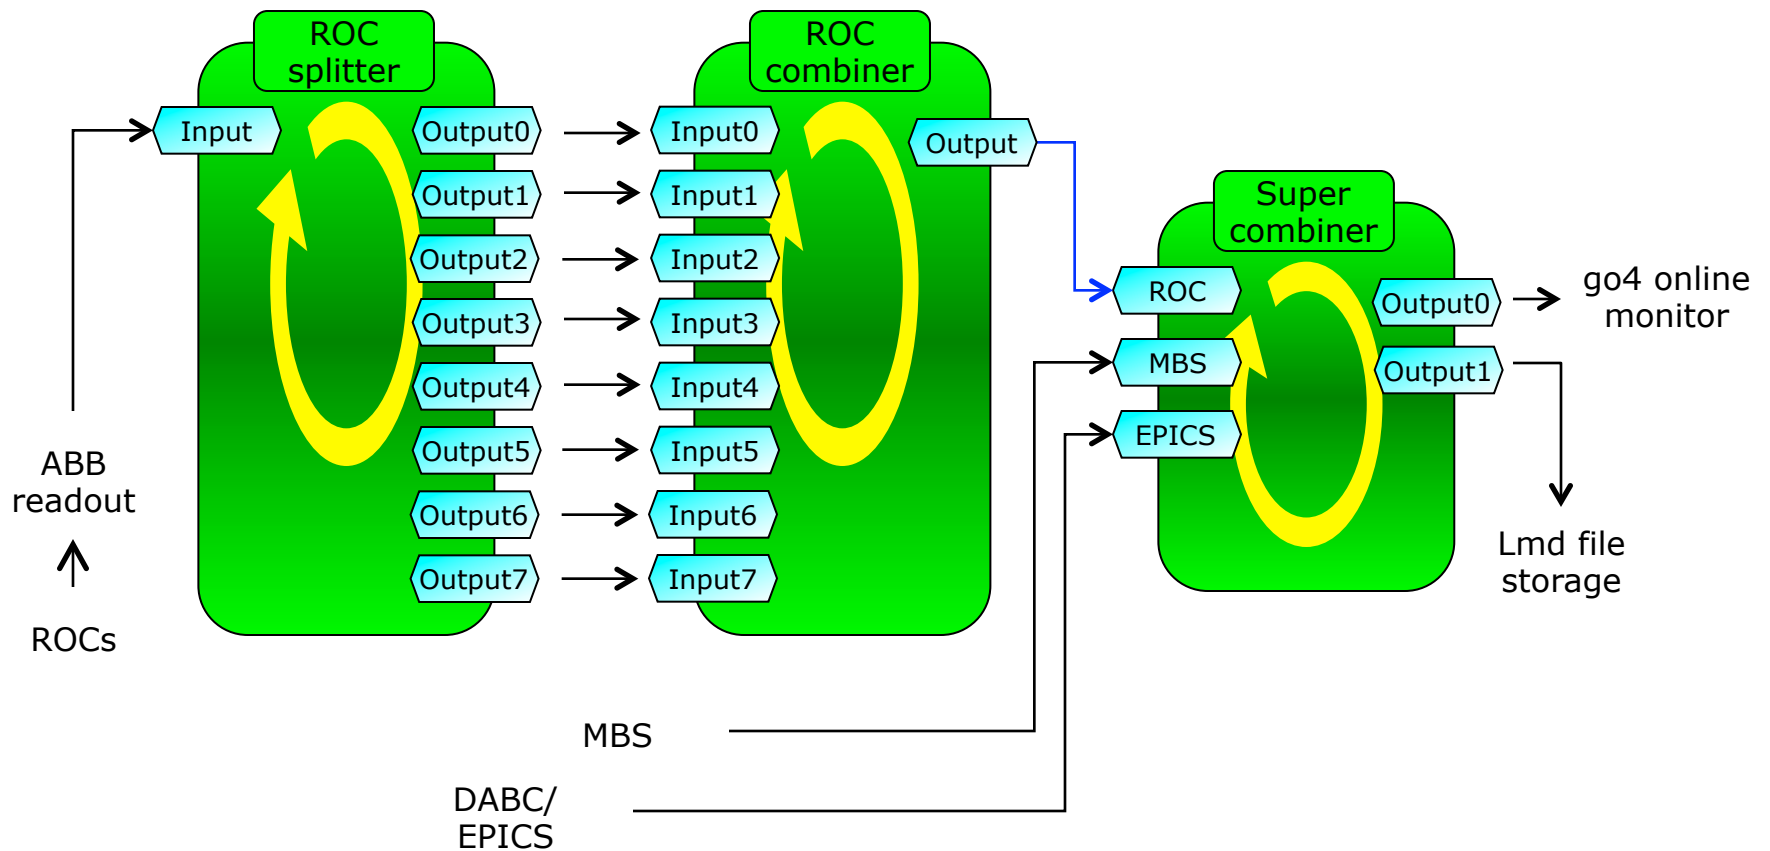 ROC
splitter
Input
Output0
Output1
Output2
Output3
Output4
Output5
Output6
Output7
ABB
readout
ROCs
ROC
combiner
Input0
Input1
Input2
Input3
Input4
Input5
Input6
Input7
Output
Super
combiner
ROC
MBS
EPICS
Output0
Output1
go4 online
monitor
Lmd file
storage
MBS
DABC/
EPICS